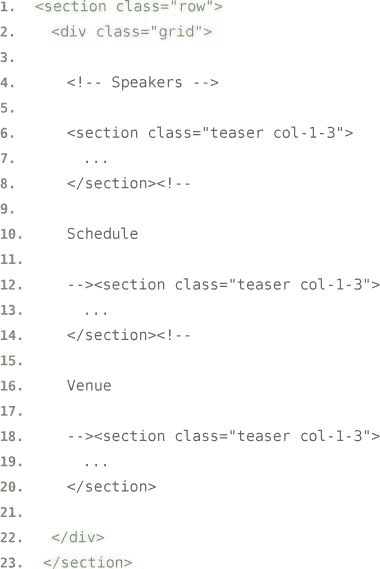 1. <section class="row">
2. <div class="grid">
3.
4. <!-- Speakers -->
5.
6. <section class="teaser col-1-3">
7. ...
8. </section><!--
9.
10. Schedule
11.
12. --><section class="teaser col-1-3">
13. ...
14. </section><!--
15.
16. Venue
17.
18. --><section class="teaser col-1-3">
19. ...
20. </section>
21.
22. </div>
23. </section>